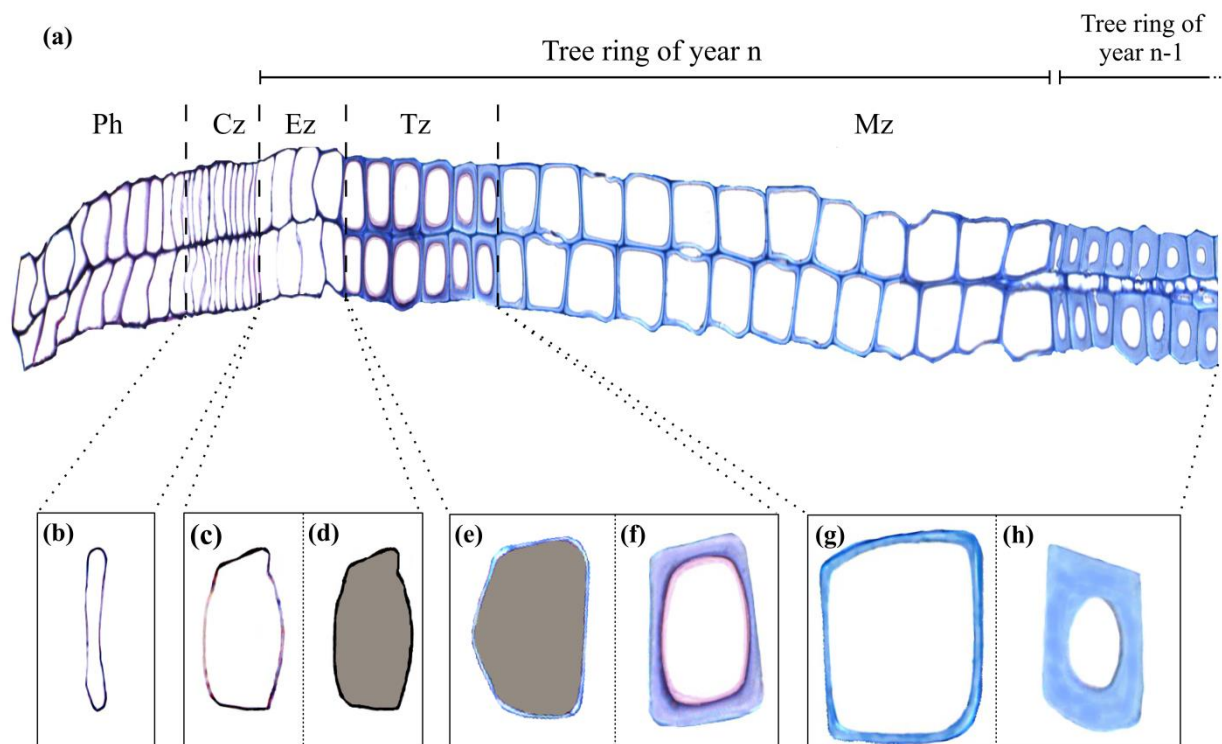 (a)
Tree ring of year n
Tree ring of
year n-1
Ph
Cz
Ez
Tz
Mz
(b)
(c)
(d)
(e)
(f)
(g)
(h)